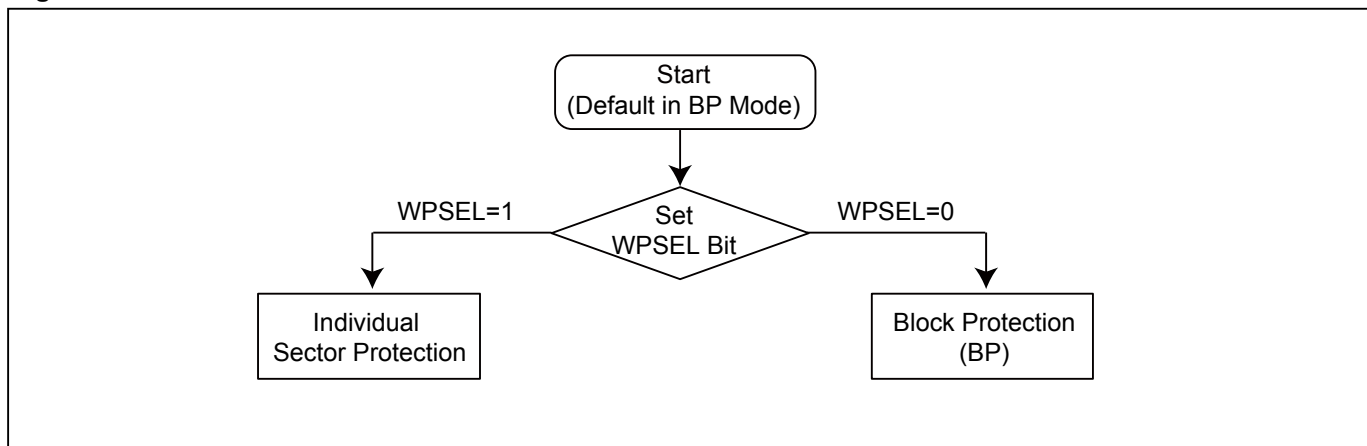 Start
(Default in BP Mode)
WPSEL=1
Set
WPSEL Bit
WPSEL=0
Individual
Sector Protection
Block Protection
(BP)